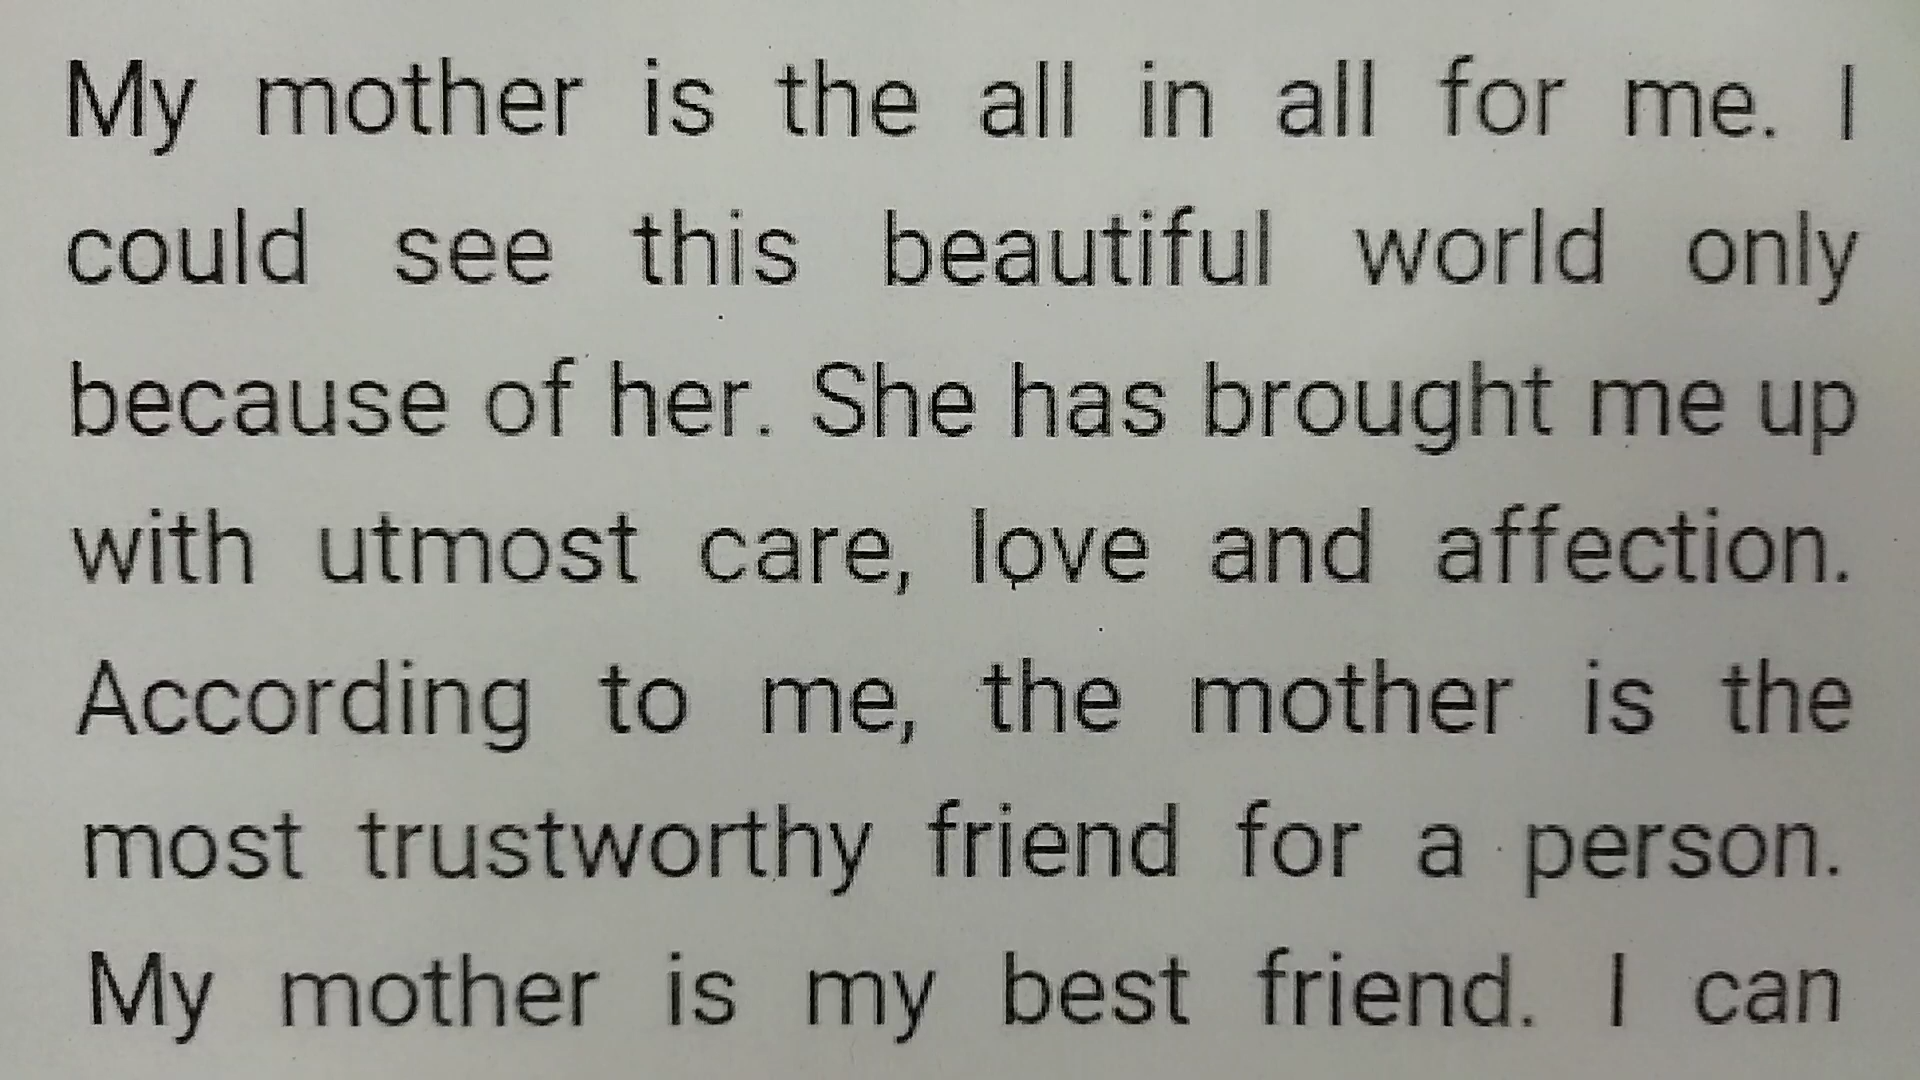 My mother is the all in all for me. I
could see this beautiful world only
because of her. She has brought me up
with utmost care, love and affection.
According to me, the mother is the
most trustworthy friend for a person.
My mother is my best friend. I can